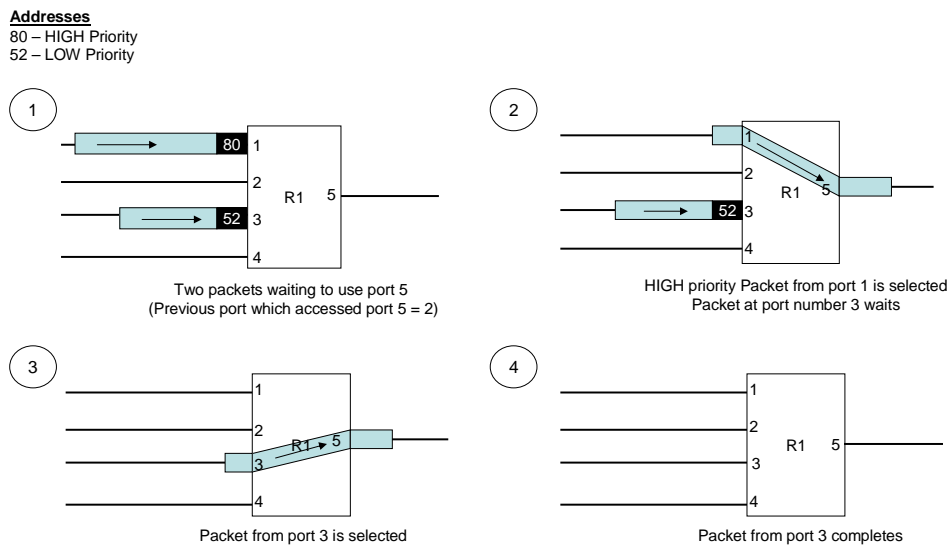 Addresses
80 – HIGH Priority
52 – LOW Priority
1
80
1
2
R1
5
52
3
4
Two packets waiting to use port 5
(Previous port which accessed port 5 = 2)
2
1
2
R1
5
52
3
4
HIGH priority Packet from port 1 is selected
Packet at port number 3 waits
3
1
2
R1
5
3
4
Packet from port 3 is selected
4
1
2
R1
5
3
4
Packet from port 3 completes